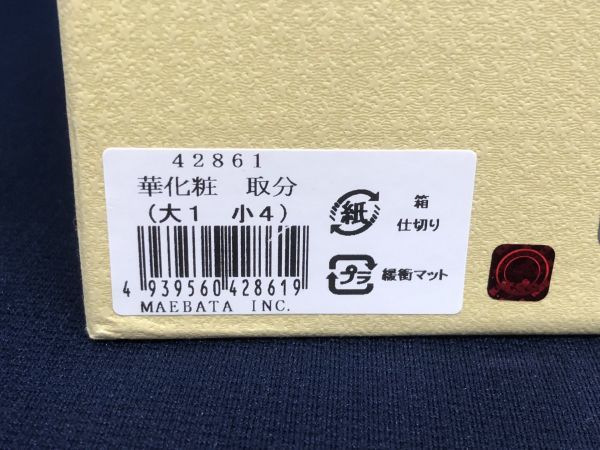 42861
華化粧 取分
(大1 小4)
4 939560 428619
MAEBATA INC.
紙
箱
仕切り
プラ
緩衝マット